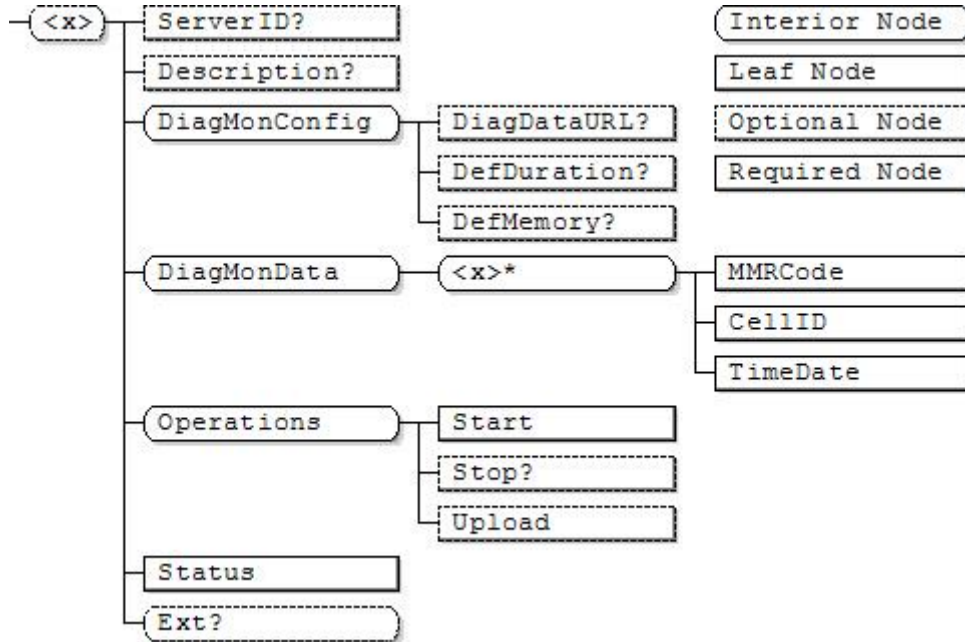 <x> ServerID? Interior Node
Description? Leaf Node
DiagMonConfig DiagDataURL? Optional Node
DefDuration? Required Node
DefMemory?
DiagMonData <x>* MMRCode
CellID
TimeDate
Operations Start
Stop?
Upload
Status
Ext?